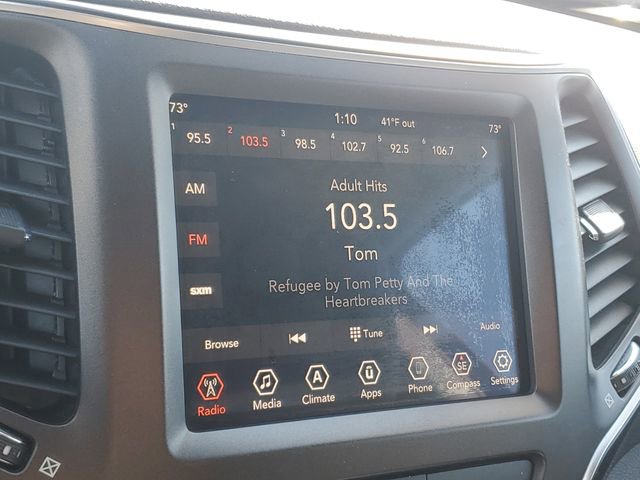 73° 1:10 41°F out 73°
1 95.5 2 103.5 3 98.5 4 102.7 5 92.5 6 106.7
Adult Hits
AM
103.5
FM
Tom
Refugee by Tom Petty And The
Heartbreakers
sxm
Browse Tune Audio
A ū SE
Radio Media Climate Apps Phone Compass Settings